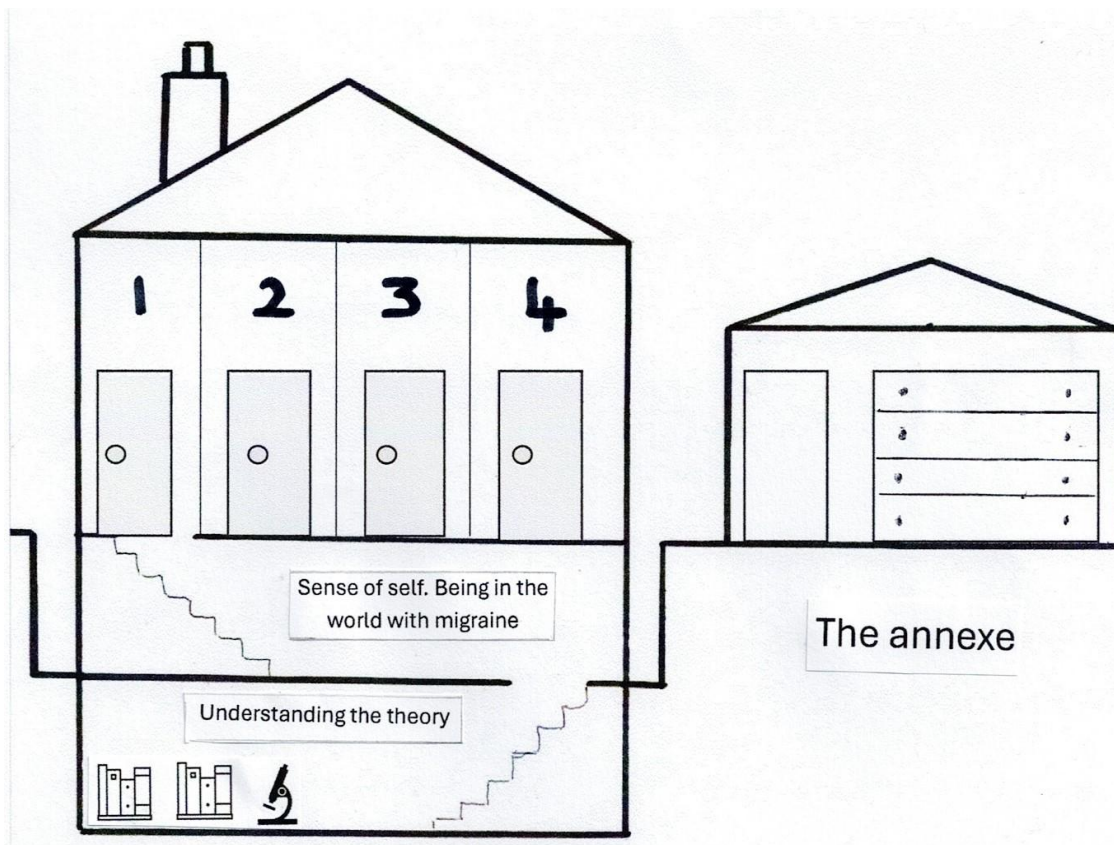 1 2 3 4
Sense of self. Being in the
world with migraine
The annexe
Understanding the theory